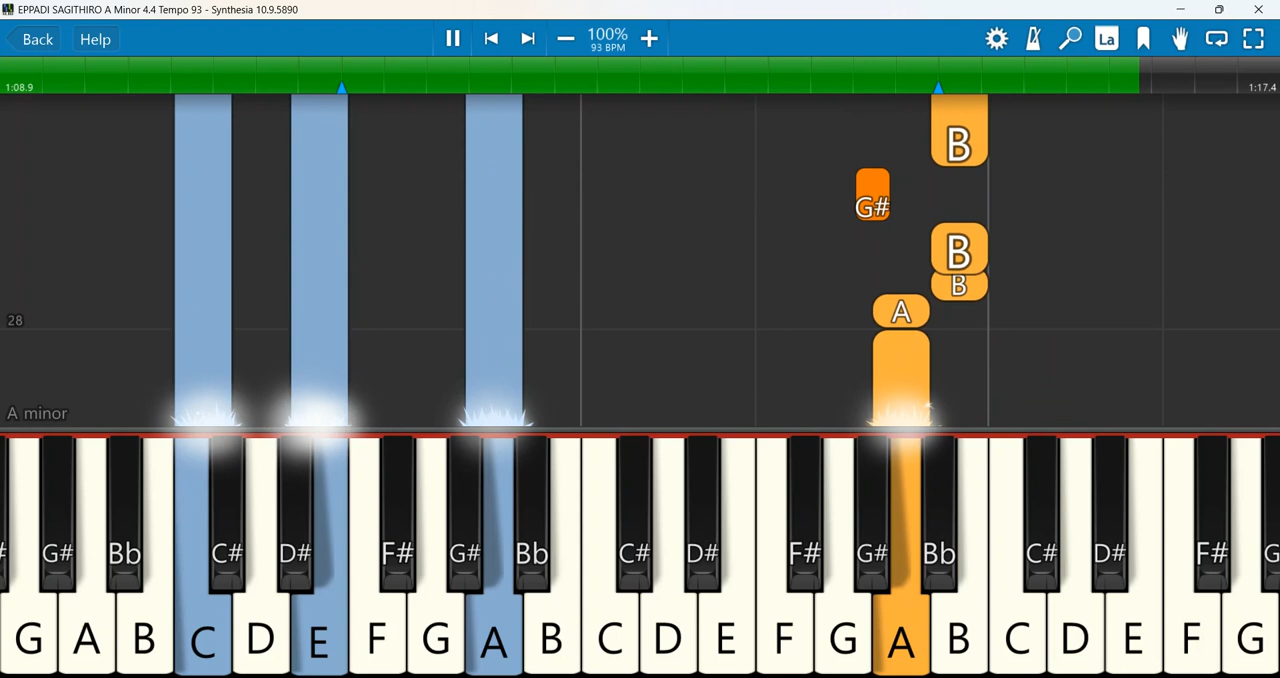 EPPADI SAGITHIRO A Minor 4.4 Tempo 93 - Synthesia 10.9.5890
Back Help 100% La
93 BPM
1:08.9 1:17.4
B
G#
B
B
A
28
A minor
# G# Bb C# D# F# G# Bb C# D# F# G# Bb C# D# F# G
G A B C D E F G A B C D E F G A B C D E F G